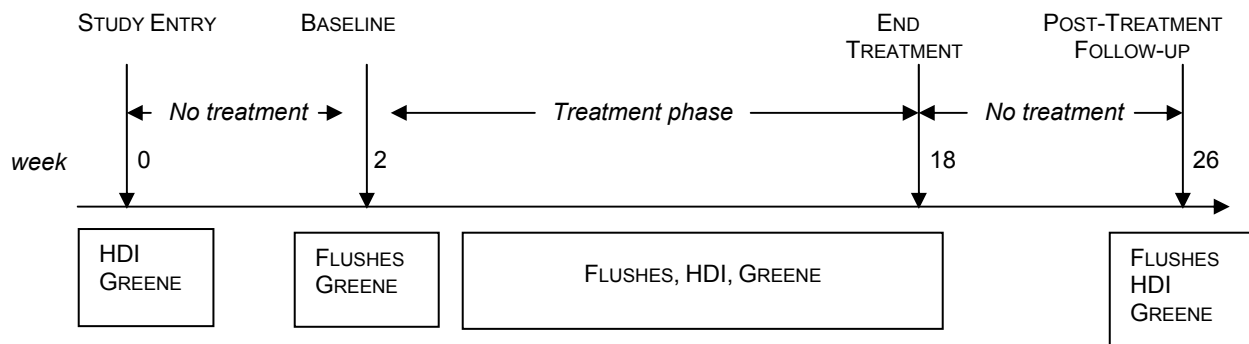 STUDY ENTRY
BASELINE
END
TREATMENT
POST-TREATMENT
FOLLOW-UP
No treatment
Treatment phase
No treatment
week
0
2
18
26
HDI
GREENE
FLUSHES
GREENE
FLUSHES, HDI, GREENE
FLUSHES
HDI
GREENE